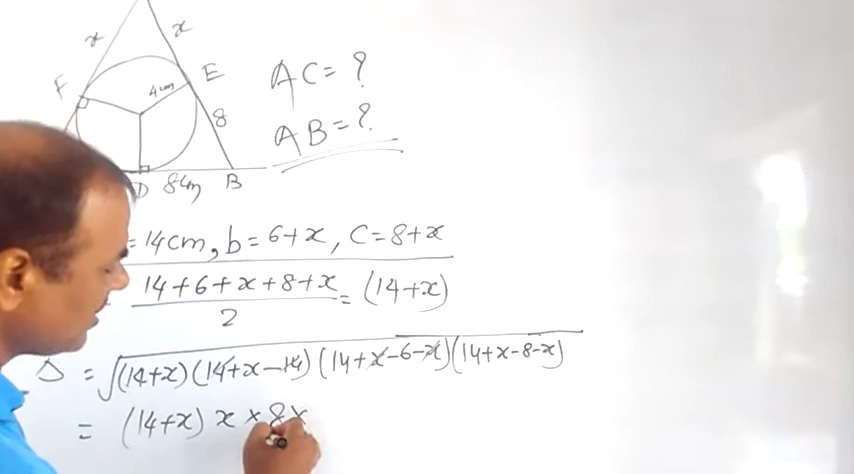 x x
F 4cm E
8
D 8cm B
AC = ?
AB = ?
= 14cm, b = 6+x, C = 8+x
14+6+x+8+x
2
= (14+x)
Δ = √(14+x)(14+x-14)(14+x-6-x)(14+x-8-x)
= (14+x) x × 8×